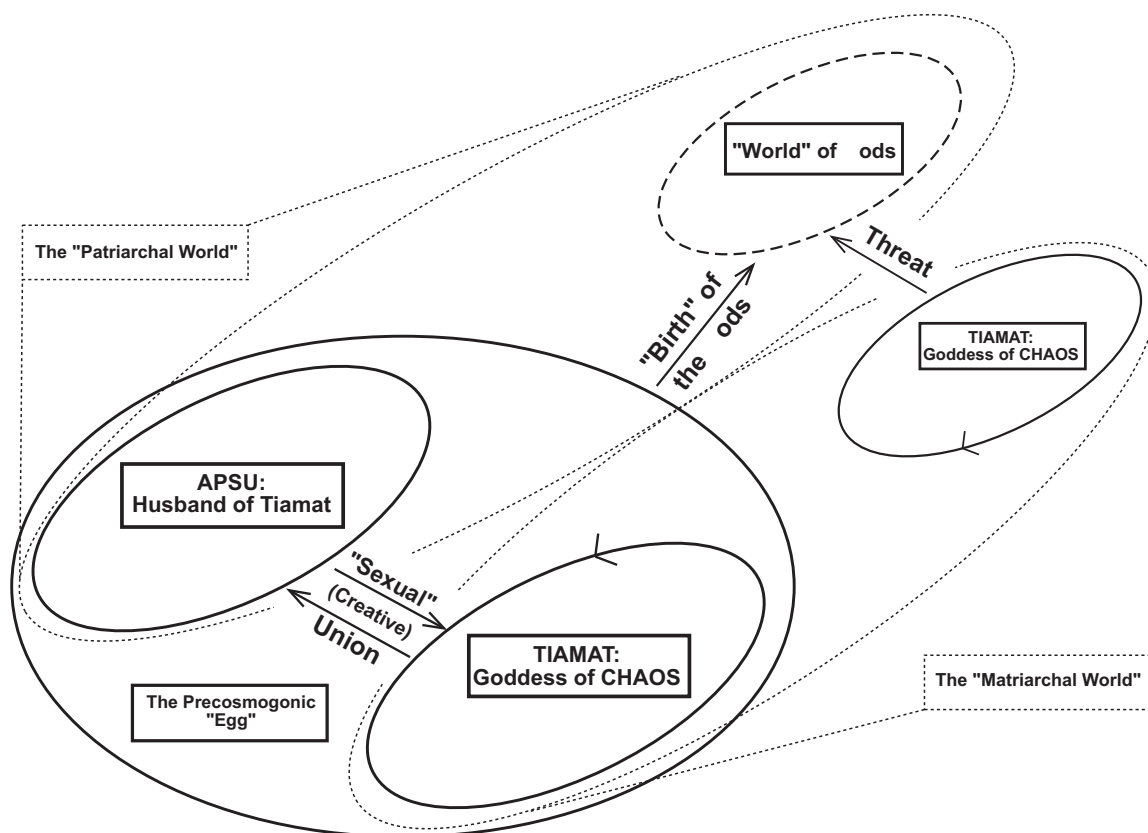 "World" of ods
The "Patriarchal World"
Threat
"Birth" of
the ods
TIAMAT:
Goddess of CHAOS
APSU:
Husband of Tiamat
"Sexual"
(Creative)
Union
TIAMAT:
Goddess of CHAOS
The "Matriarchal World"
The Precosmogonic
"Egg"